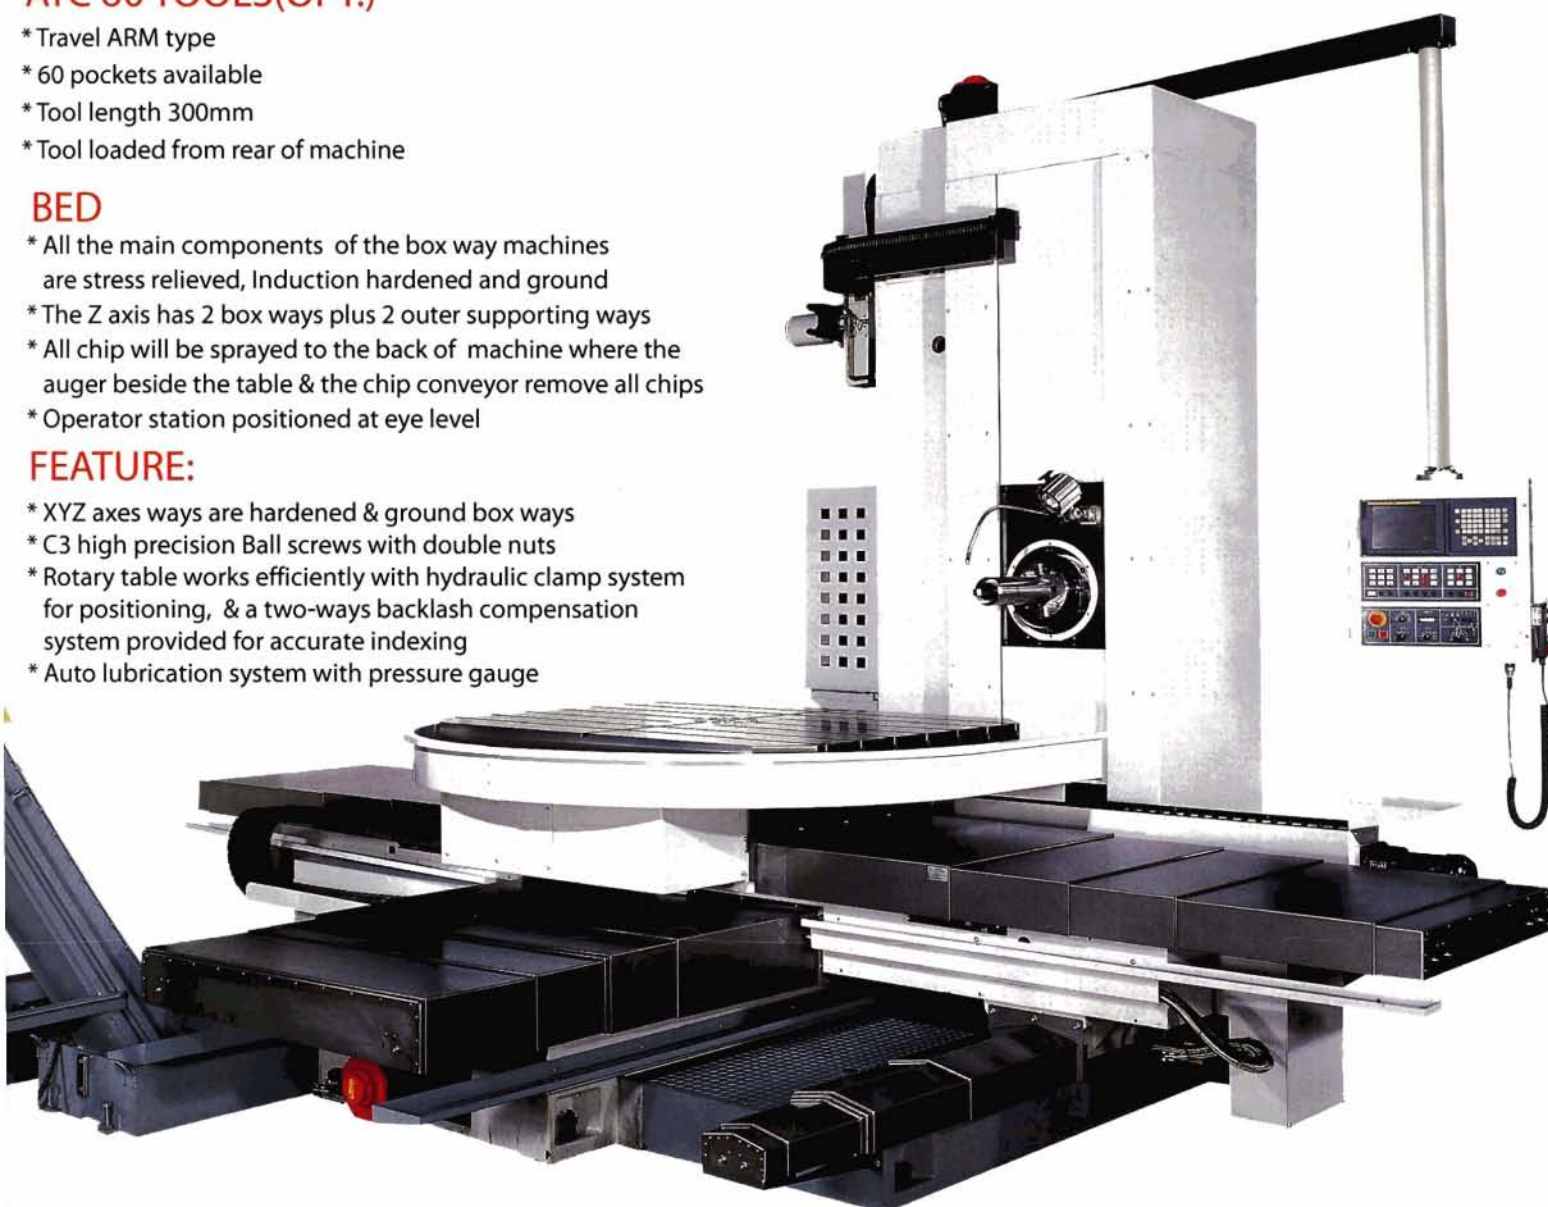 ATC TOOLS(OPT.)
* Travel ARM type
* 60 pockets available
* Tool length 300mm
* Tool loaded from rear of machine
BED
* All the main components of the box way machines
are stress relieved, Induction hardened and ground
* The Z axis has 2 box ways plus 2 outer supporting ways
* All chip will be sprayed to the back of machine where the
auger beside the table & the chip conveyor remove all chips
* Operator station positioned at eye level
FEATURE:
* XYZ axes ways are hardened & ground box ways
* C3 high precision Ball screws with double nuts
* Rotary table works efficiently with hydraulic clamp system
for positioning, & a two-ways backlash compensation
system provided for accurate indexing
* Auto lubrication system with pressure gauge